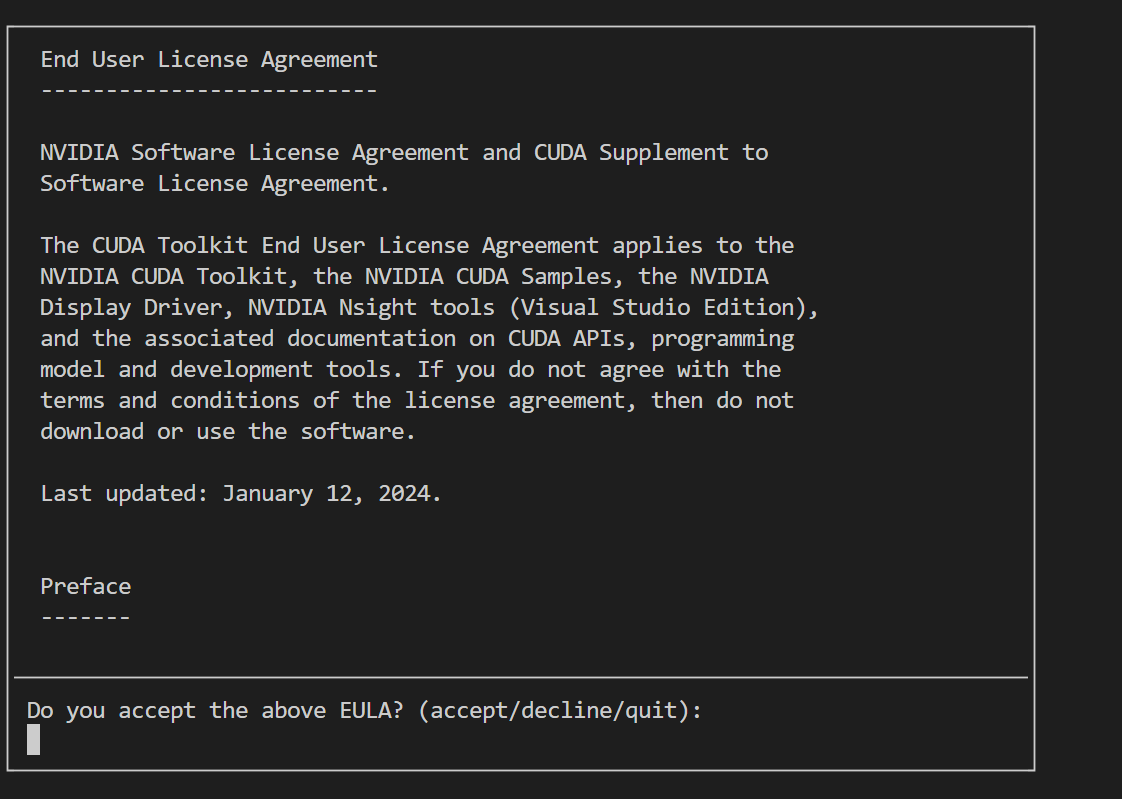 End User License Agreement
--------------------------
NVIDIA Software License Agreement and CUDA Supplement to
Software License Agreement.
The CUDA Toolkit End User License Agreement applies to the
NVIDIA CUDA Toolkit, the NVIDIA CUDA Samples, the NVIDIA
Display Driver, NVIDIA Nsight tools (Visual Studio Edition),
and the associated documentation on CUDA APIs, programming
model and development tools. If you do not agree with the
terms and conditions of the license agreement, then do not
download or use the software.
Last updated: January 12, 2024.
Preface
-------
Do you accept the above EULA? (accept/decline/quit):